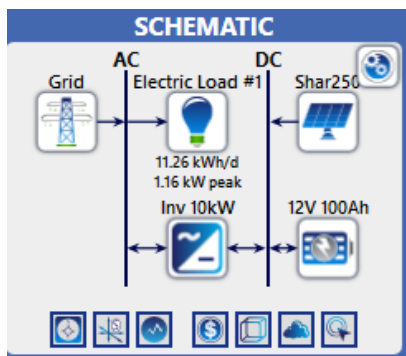 SCHEMATIC
AC DC
Grid Electric Load #1 Shar250
11.26 kWh/d
1.16 kW peak
Inv 10kW 12V 100Ah